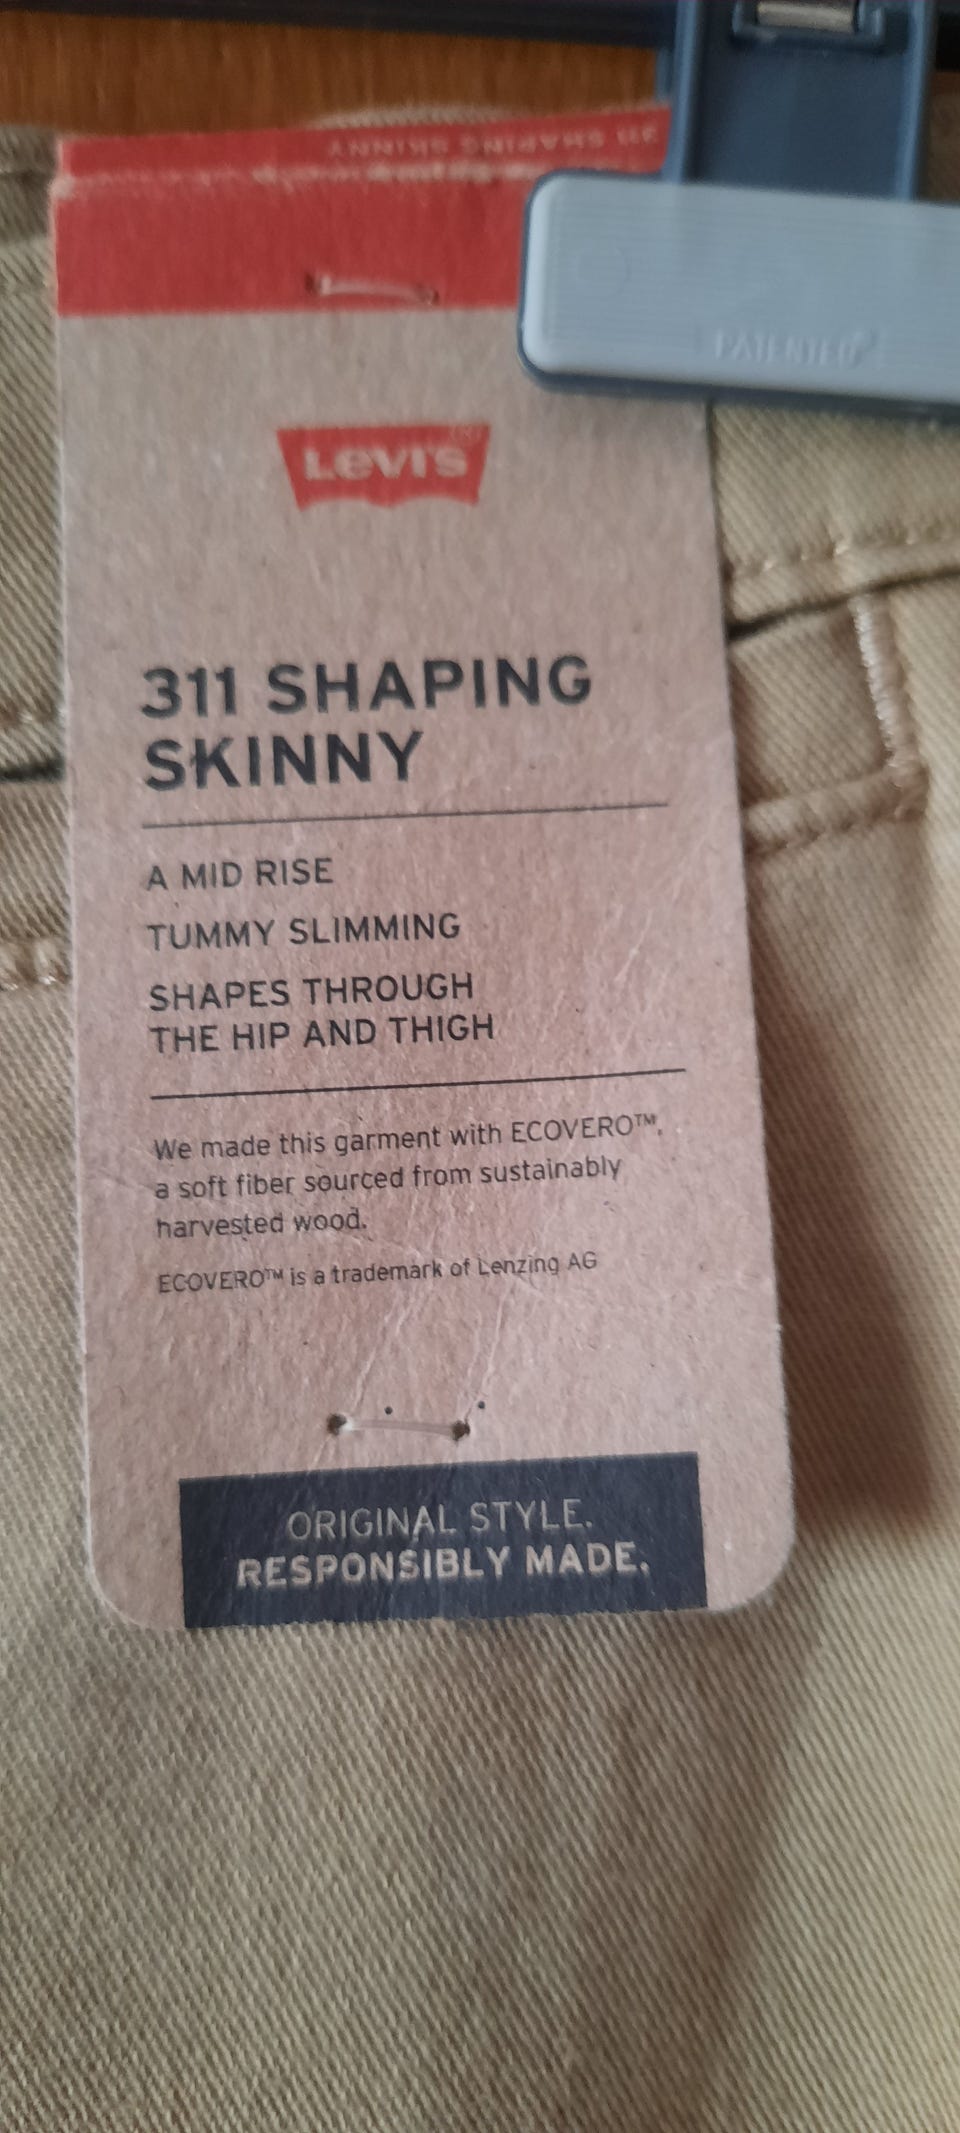 311 SHAPING SKINNY
PATENTED
Levi's
311 SHAPING
SKINNY
A MID RISE
TUMMY SLIMMING
SHAPES THROUGH
THE HIP AND THIGH
We made this garment with ECOVERO™,
a soft fiber sourced from sustainably
harvested wood.
ECOVERO™ is a trademark of Lenzing AG
ORIGINAL STYLE.
RESPONSIBLY MADE.